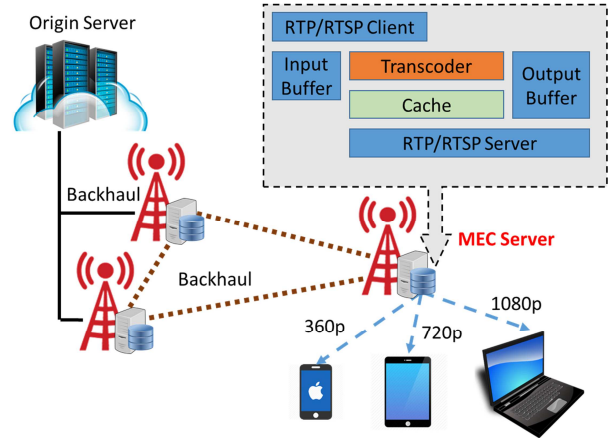 Origin Server
RTP/RTSP Client
Input
Buffer
Transcoder
Cache
Output
Buffer
RTP/RTSP Server
Backhaul
Backhaul
MEC Server
360p
720p
1080p